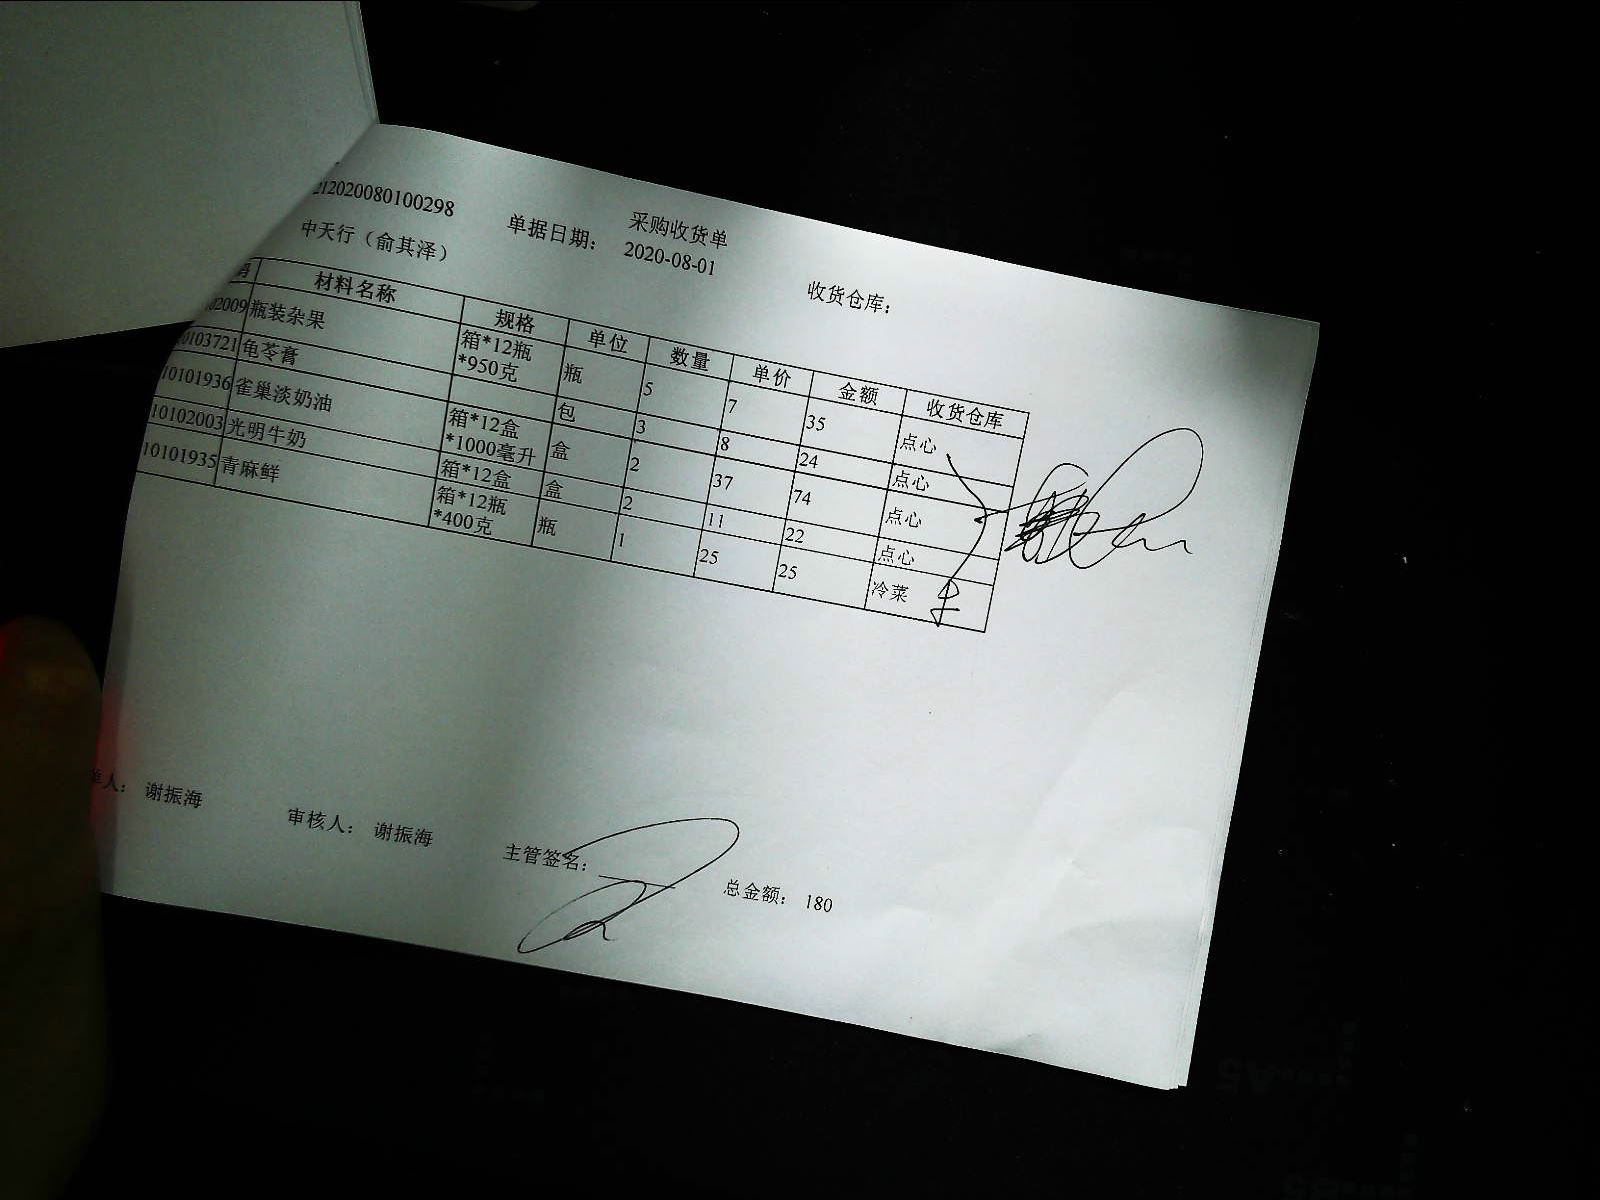 采购收货单
212020080100298 单据日期： 2020-08-01
中天行（俞其泽） 收货仓库：
码 材料名称 规格 单位 数量 单价 金额 收货仓库
02009 瓶装杂果 箱*12瓶*950克 瓶 5 7 35 点心
0103721 龟苓膏 包 3 8 24 点心
10101936 雀巢淡奶油 箱*12盒*1000毫升 盒 2 37 74 点心
10102003 光明牛奶 箱*12盒 盒 2 11 22 点心
10101935 青麻鲜 箱*12瓶*400克 瓶 1 25 25 冷菜
单人： 谢振海 审核人： 谢振海 主管签名： 总金额： 180